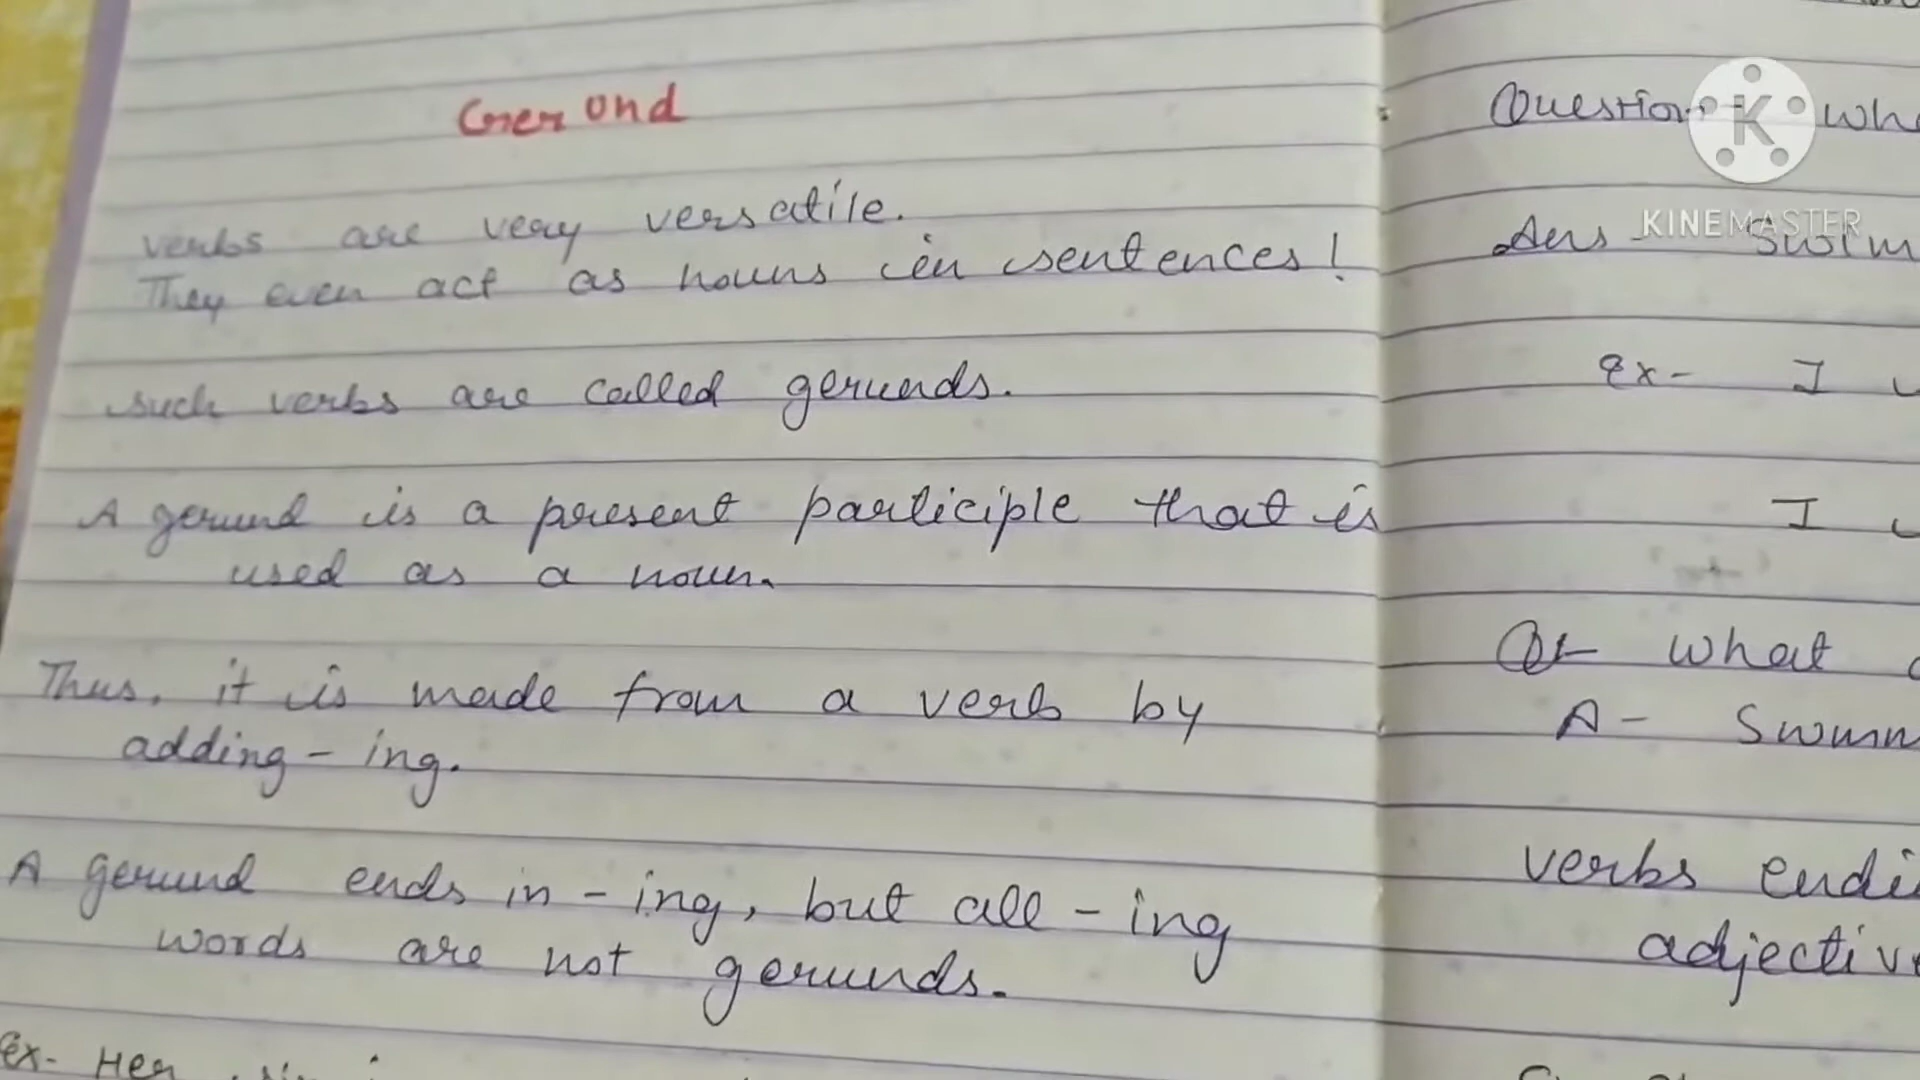 Gerund
verbs are very versatile.
They even act as nouns in sentences!
such verbs are called gerunds.
A gerund is a present participle that is
used as a noun.
Thus, it is made from a verb by
adding - ing.
A gerund ends in - ing, but all - ing
words are not gerunds.
Ex- Her
Question
Ans - Swim
ex- I
I
Q- what
A-
verbs
adjective
K
KINEMASTER